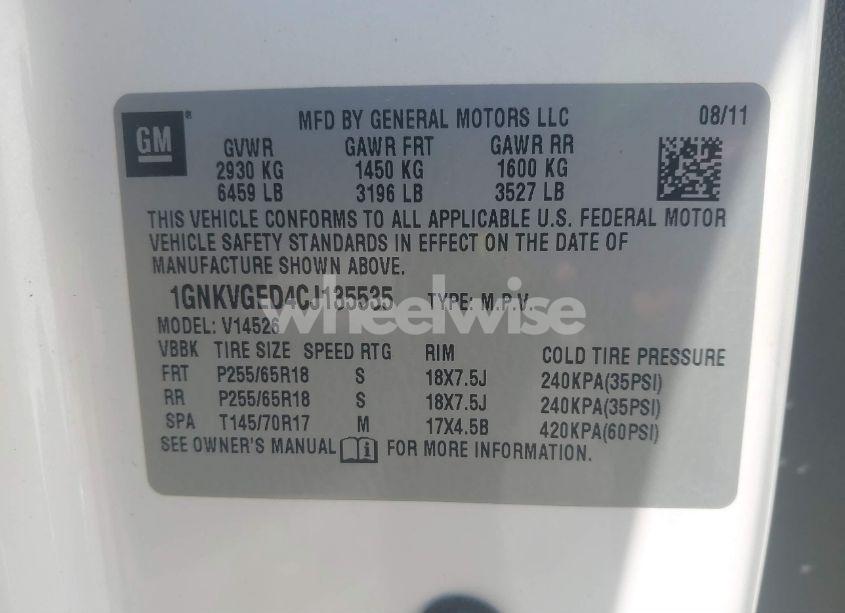 GM ®
MFD BY GENERAL MOTORS LLC 08/11
GVWR GAWR FRT GAWR RR
2930 KG 1450 KG 1600 KG
6459 LB 3196 LB 3527 LB
THIS VEHICLE CONFORMS TO ALL APPLICABLE U.S. FEDERAL MOTOR
VEHICLE SAFETY STANDARDS IN EFFECT ON THE DATE OF
MANUFACTURE SHOWN ABOVE.
1GNKVGED4CJ135535 TYPE: M.P.V.
wheelwise
MODEL: V14526
VBBK TIRE SIZE SPEED RTG RIM COLD TIRE PRESSURE
FRT P255/65R18 S 18X7.5J 240KPA(35PSI)
RR P255/65R18 S 18X7.5J 240KPA(35PSI)
SPA T145/70R17 M 17X4.5B 420KPA(60PSI)
SEE OWNER'S MANUAL i FOR MORE INFORMATION.